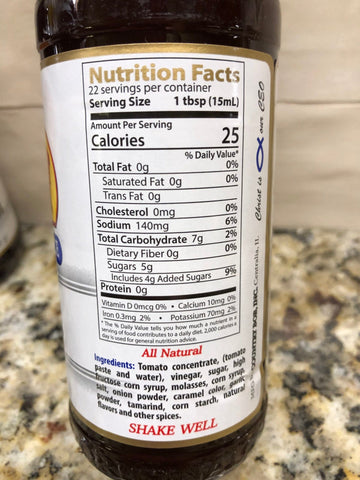 Nutrition Facts
22 servings per container
Serving Size 1 tbsp (15mL)
Amount Per Serving
Calories 25
% Daily Value*
Total Fat 0g 0%
Saturated Fat 0g 0%
Trans Fat 0g
Cholesterol 0mg 0%
Sodium 140mg 6%
Total Carbohydrate 7g 2%
Dietary Fiber 0g 0%
Sugars 5g
Includes 4g Added Sugars 9%
Protein 0g
Vitamin D 0mcg 0% • Calcium 10mg 0%
Iron 0.3mg 2% • Potassium 70mg 2%
* The % Daily Value tells you how much a nutrient in a
serving of food contributes to a daily diet. 2,000 calories a
day is used for general nutrition advice.
All Natural
Ingredients: Tomato concentrate, (tomato
paste and water), vinegar, sugar, high
fructose corn syrup, molasses, corn syrup,
salt, onion powder, caramel color, garlic
powder, tamarind, corn starch, natural
flavors and other spices.
SHAKE WELL
Christ is our CEO
COUNTRY BOB, INC. Centralia, IL